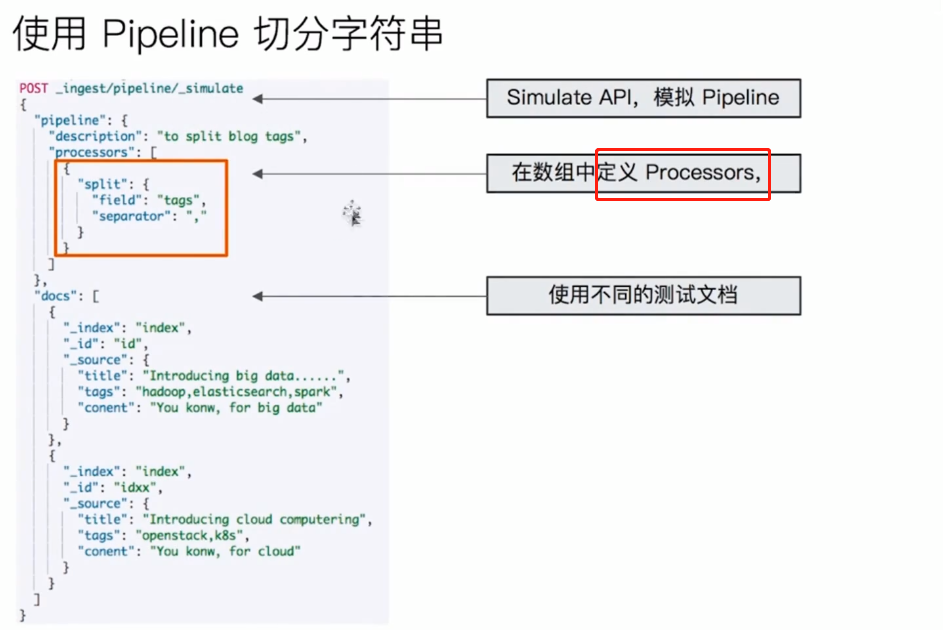 使用 Pipeline 切分字符串
POST _ingest/pipeline/_simulate
{
"pipeline": {
"description": "to split blog tags",
"processors": [
{
"split": {
"field": "tags",
"separator": ","
}
}
]
},
"docs": [
{
"_index": "index",
"_id": "id",
"_source": {
"title": "Introducing big data......",
"tags": "hadoop,elasticsearch,spark",
"conent": "You konw, for big data"
}
},
{
"_index": "index",
"_id": "idxx",
"_source": {
"title": "Introducing cloud computering",
"tags": "openstack,k8s",
"conent": "You konw, for cloud"
}
}
]
}
Simulate API，模拟 Pipeline
在数组中定义 Processors，
使用不同的测试文档